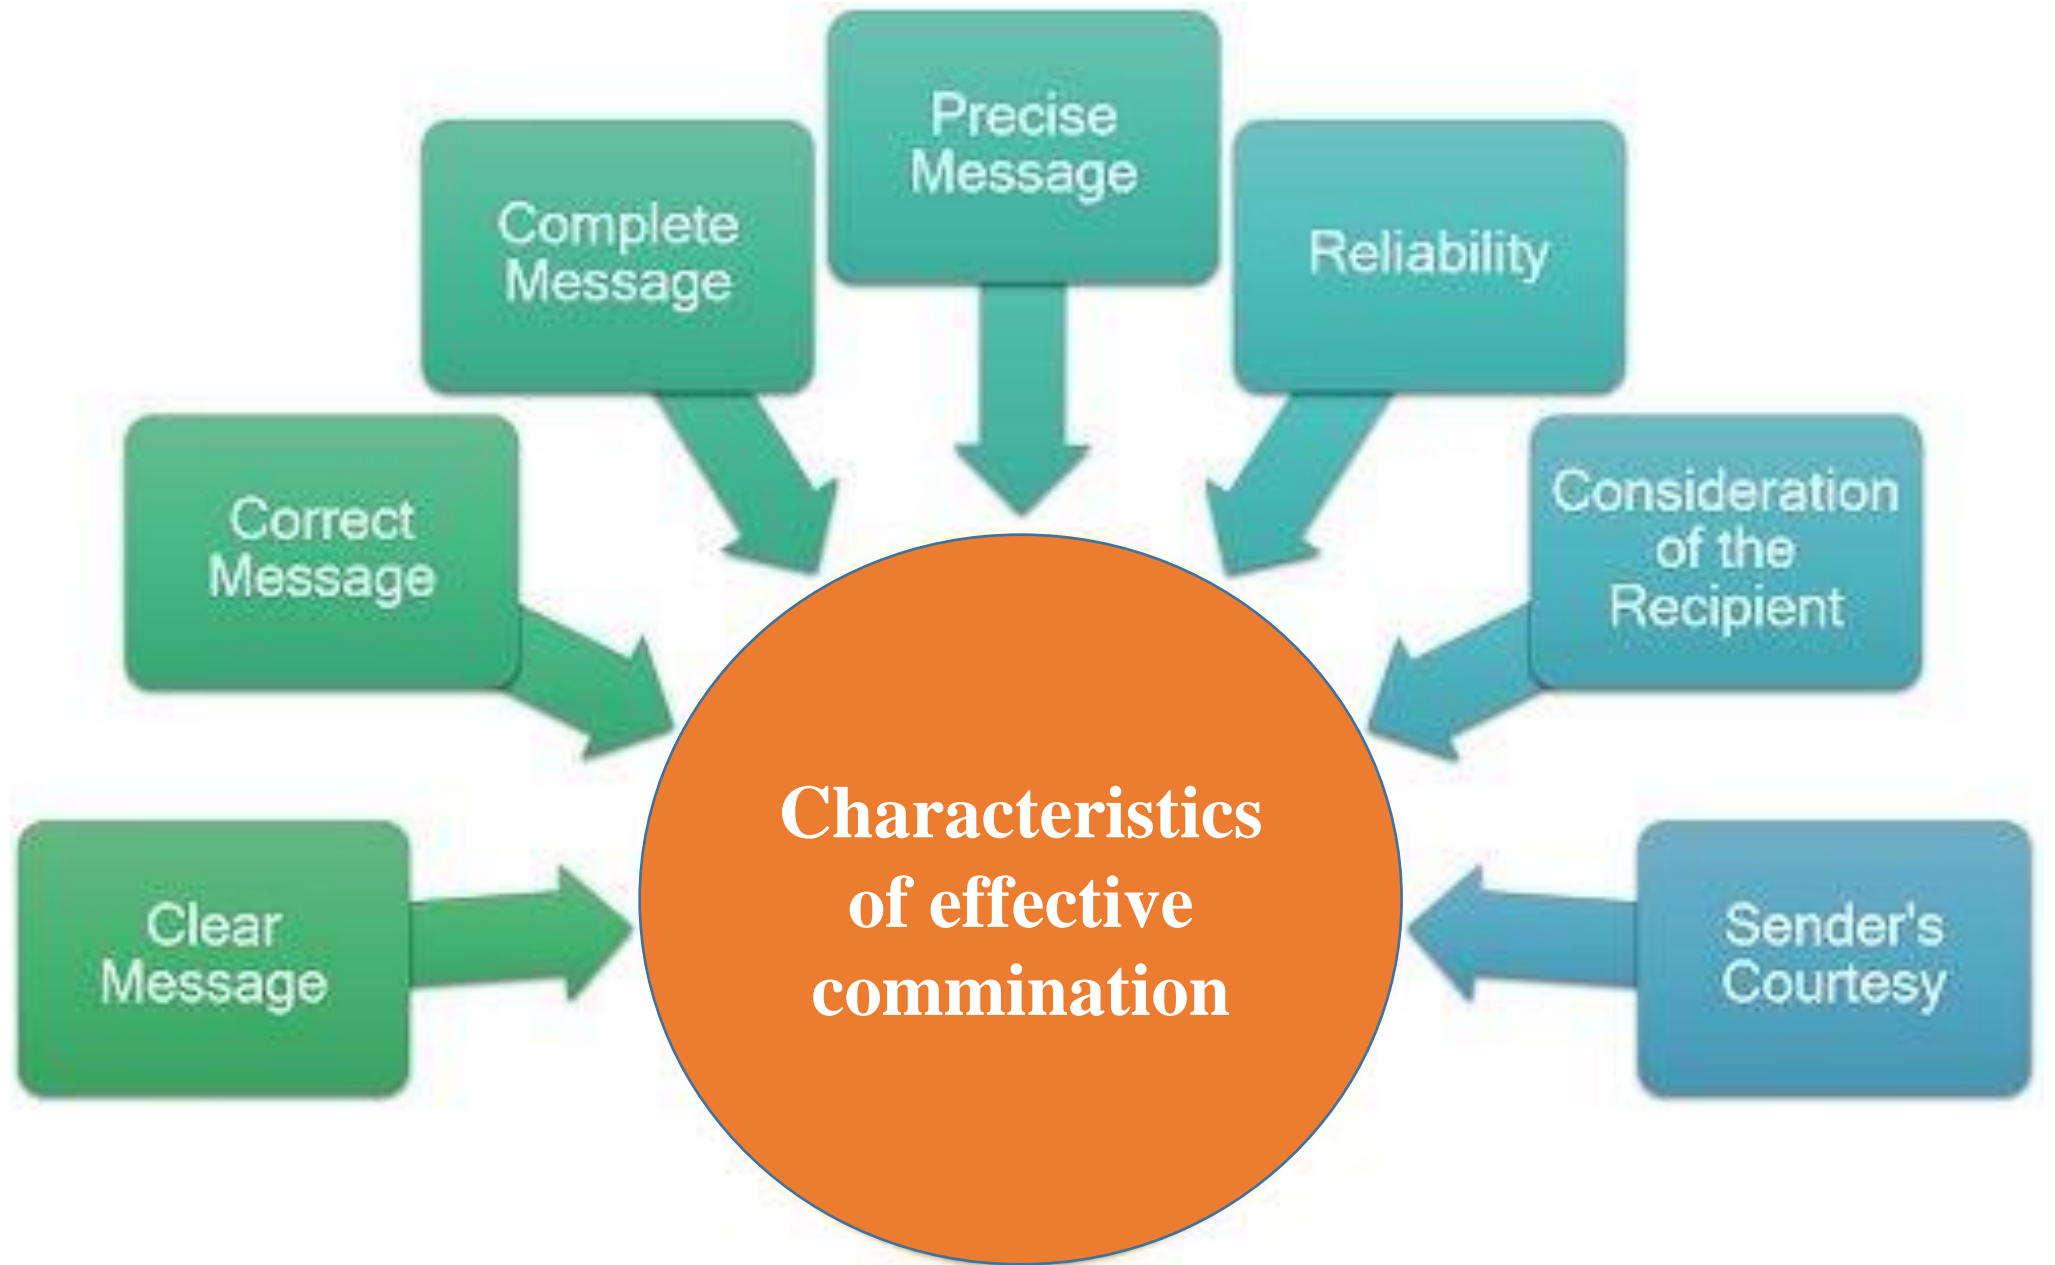 Precise
Message
Complete
Message
Reliability
Correct
Message
Consideration
of the
Recipient
Clear
Message
Characteristics
of effective
commination
Sender's
Courtesy